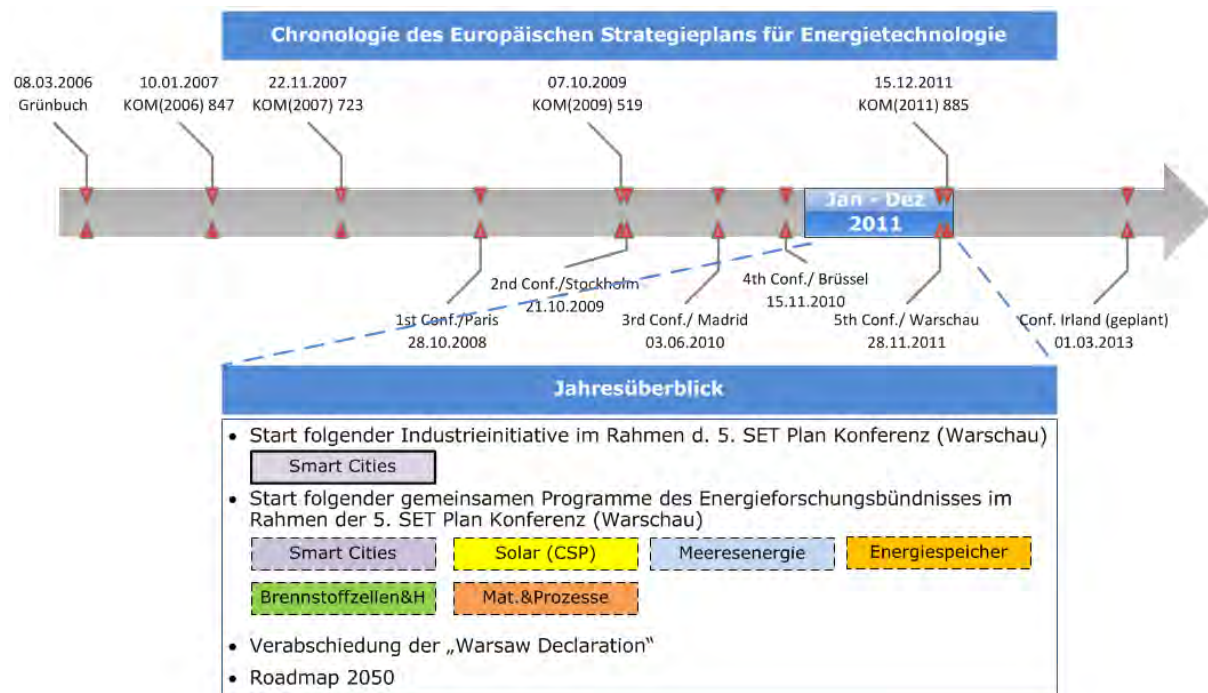 Chronologie des Europäischen Strategieplans für Energietechnologie
08.03.2006
Grünbuch
10.01.2007
KOM(2006) 847
22.11.2007
KOM(2007) 723
07.10.2009
KOM(2009) 519
15.12.2011
KOM(2011) 885
Jan - Dez
2011
1st Conf./Paris
28.10.2008
2nd Conf./Stockholm
21.10.2009
3rd Conf./ Madrid
03.06.2010
4th Conf./ Brüssel
15.11.2010
5th Conf./ Warschau
28.11.2011
Conf. Irland (geplant)
01.03.2013
Jahresüberblick
• Start folgender Industrieinitiative im Rahmen d. 5. SET Plan Konferenz (Warschau)
Smart Cities
• Start folgender gemeinsamen Programme des Energieforschungsbündnisses im
Rahmen der 5. SET Plan Konferenz (Warschau)
Smart Cities
Solar (CSP)
Meeresenergie
Energiespeicher
Brennstoffzellen&H
Mat.&Prozesse
• Verabschiedung der „Warsaw Declaration“
• Roadmap 2050